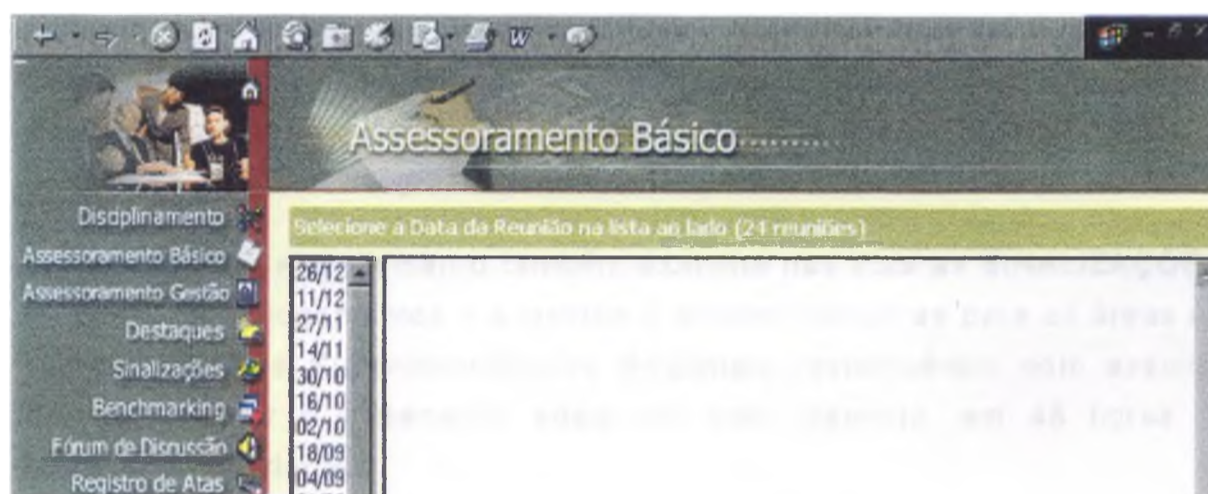 Assessoramento Básico
Disciplinamento
Assessoramento Básico
Assessoramento Gestão
Destaques
Sinalizações
Benchmarking
Fórum de Discussão
Registro de Atas
Selecione a Data da Reunião na lista ao lado (24 reuniões)
26/12
11/12
27/11
14/11
30/10
16/10
02/10
18/09
04/09